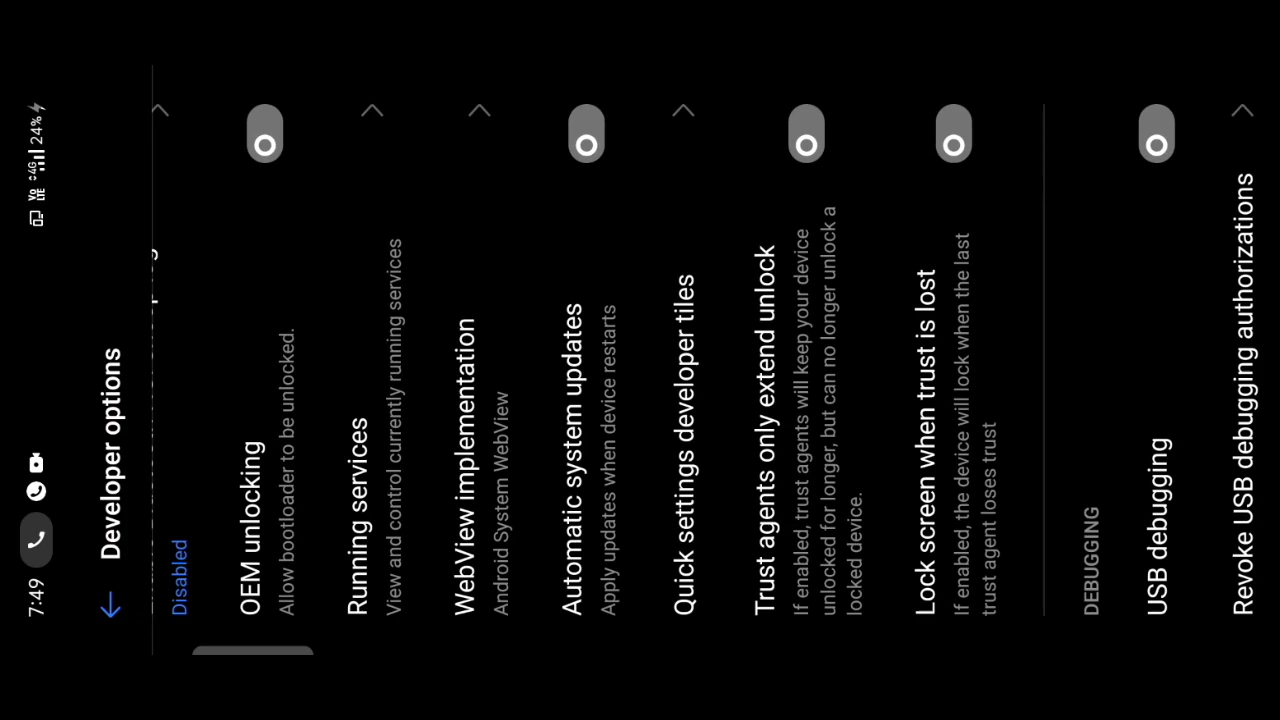 7:49 Vo LTE 4G 24%
Developer options
Disabled
OEM unlocking
Allow bootloader to be unlocked.
Running services
View and control currently running services
WebView implementation
Android System WebView
Automatic system updates
Apply updates when device restarts
Quick settings developer tiles
Trust agents only extend unlock
If enabled, trust agents will keep your device
unlocked for longer, but can no longer unlock a
locked device.
Lock screen when trust is lost
If enabled, the device will lock when the last
trust agent loses trust
DEBUGGING
USB debugging
Revoke USB debugging authorizations